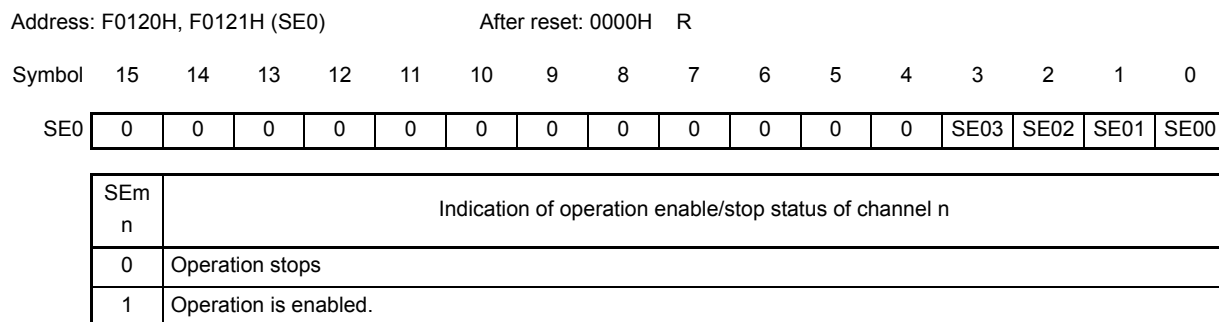 Address: F0120H, F0121H (SE0) After reset: 0000H R
Symbol 15 14 13 12 11 10 9 8 7 6 5 4 3 2 1 0
SE0 0 0 0 0 0 0 0 0 0 0 0 0 SE03 SE02 SE01 SE00
SEm
n Indication of operation enable/stop status of channel n
0 Operation stops
1 Operation is enabled.